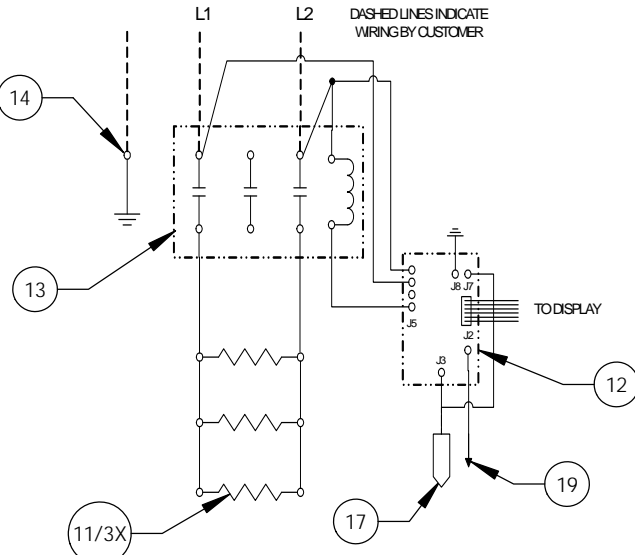 L1
L2
DASHED LINES INDICATE
WIRING BY CUSTOMER
14
13
J8
J7
J5
TO DISPLAY
J2
J3
12
17
19
11/3X